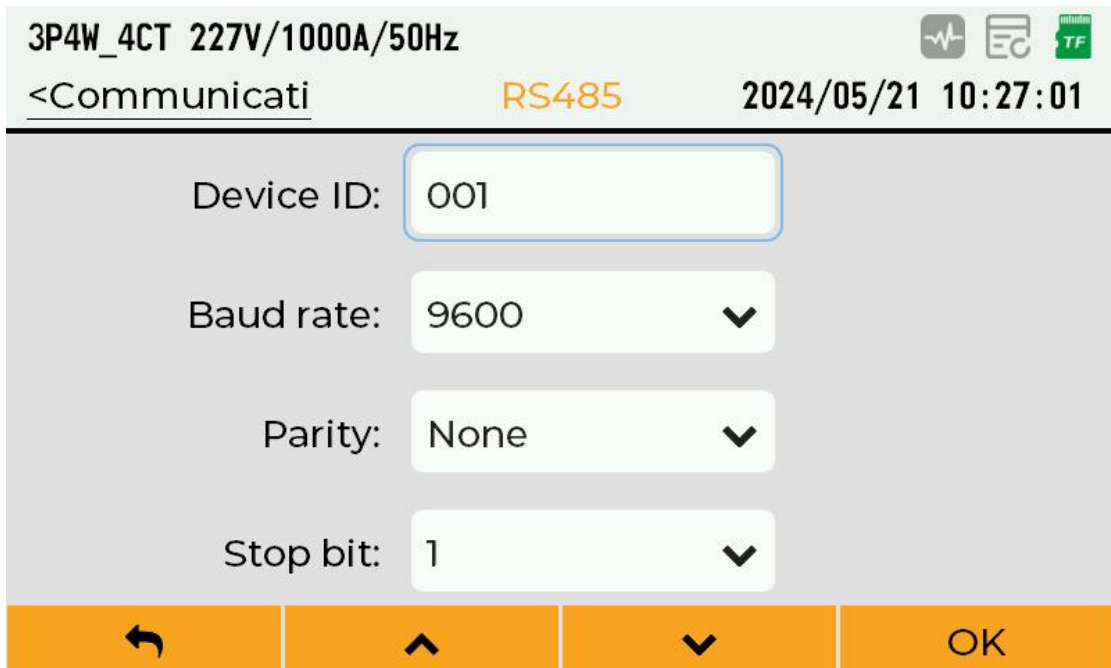 3P4W_4CT 227V/1000A/50Hz
TF
<Communicati RS485 2024/05/21 10:27:01
Device ID: 001
Baud rate: 9600
Parity: None
Stop bit: 1
OK